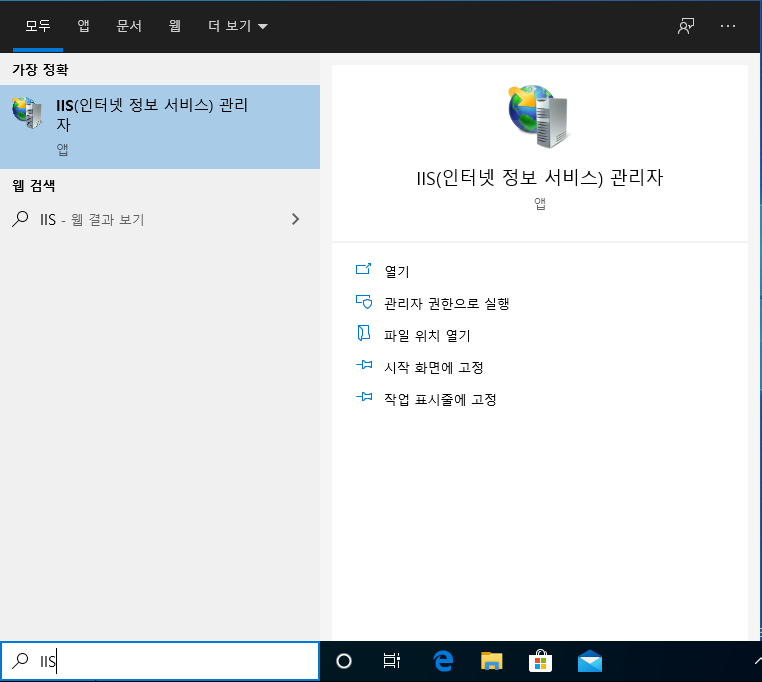 모두 앱 문서 웹 더 보기
가장 정확
IIS(인터넷 정보 서비스) 관리
자
앱
웹 검색
IIS - 웹 결과 보기
IIS(인터넷 정보 서비스) 관리자
앱
열기
관리자 권한으로 실행
파일 위치 열기
시작 화면에 고정
작업 표시줄에 고정
IIS